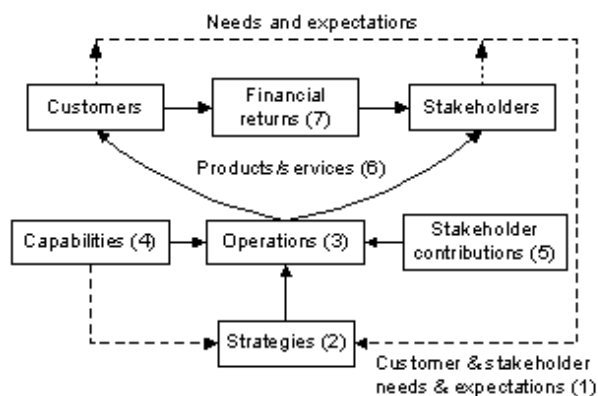 Needs and expectations
Customers
Financial
returns (7)
Stakeholders
Products/services (6)
Capabilities (4)
Operations (3)
Stakeholder
contributions (5)
Strategies (2)
Customer & stakeholder
needs & expectations (1)